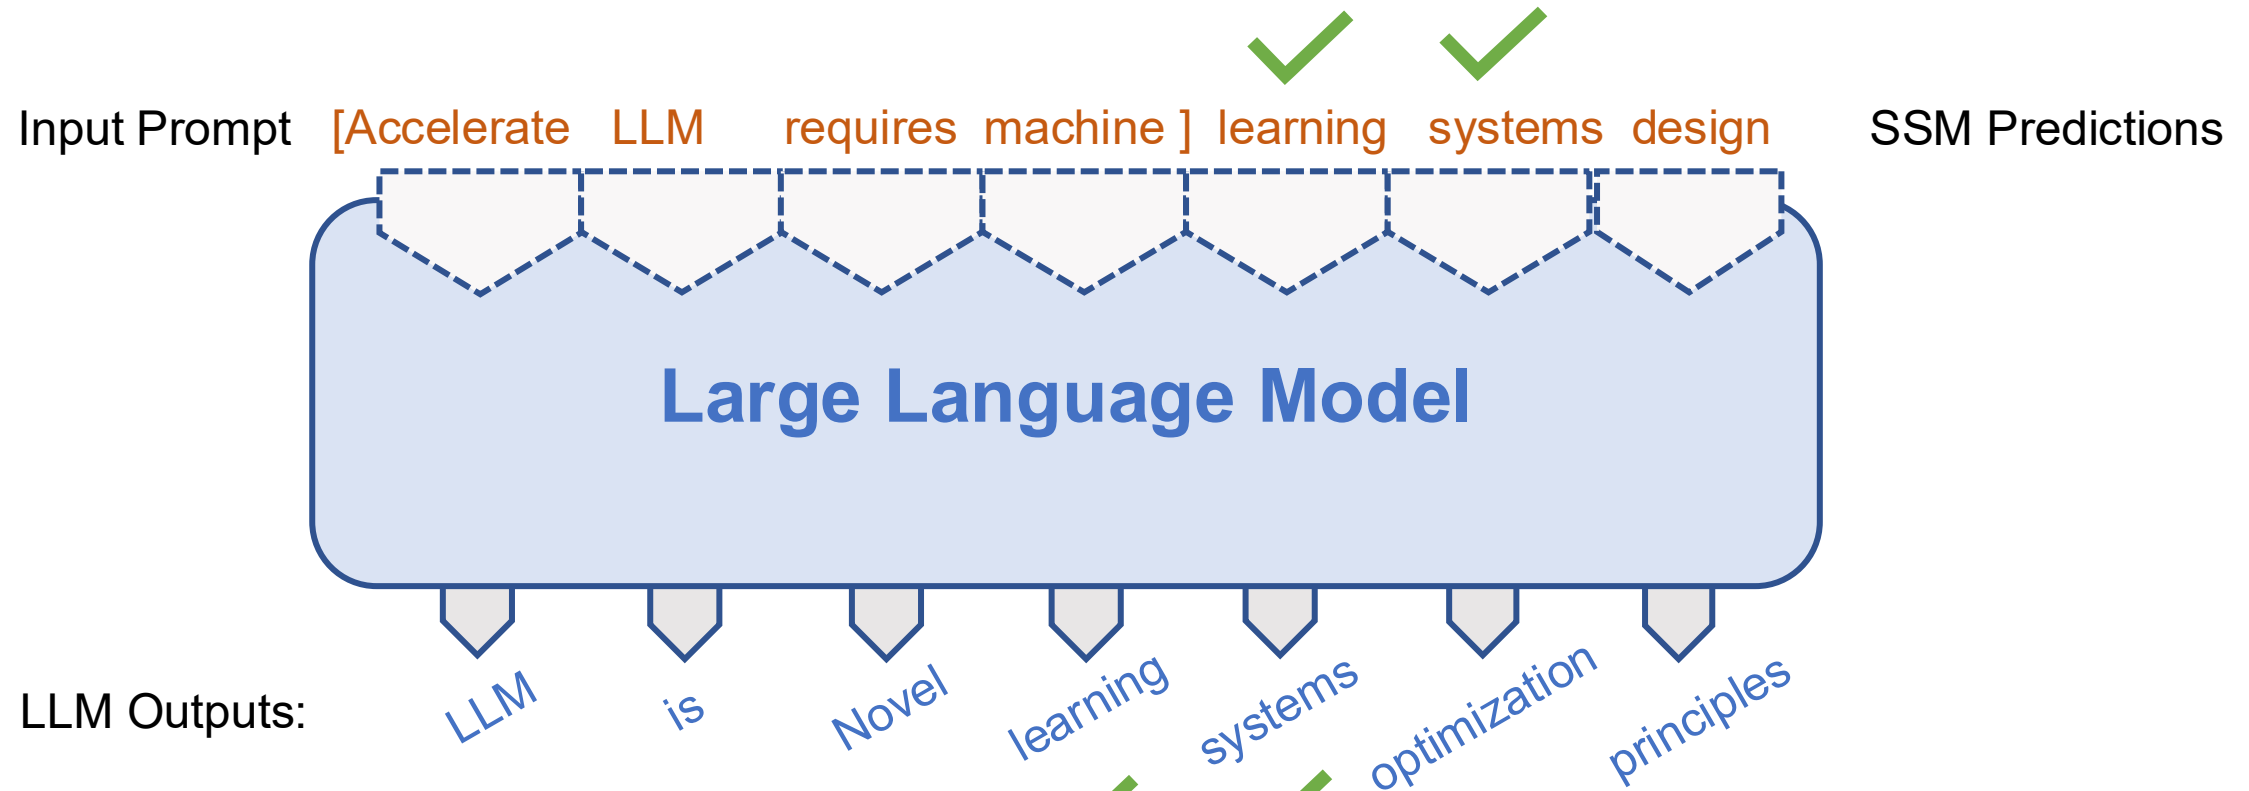 Input Prompt [Accelerate LLM requires machine ] learning systems design SSM Predictions
Large Language Model
LLM Outputs: LLM is Novel learning systems optimization principles